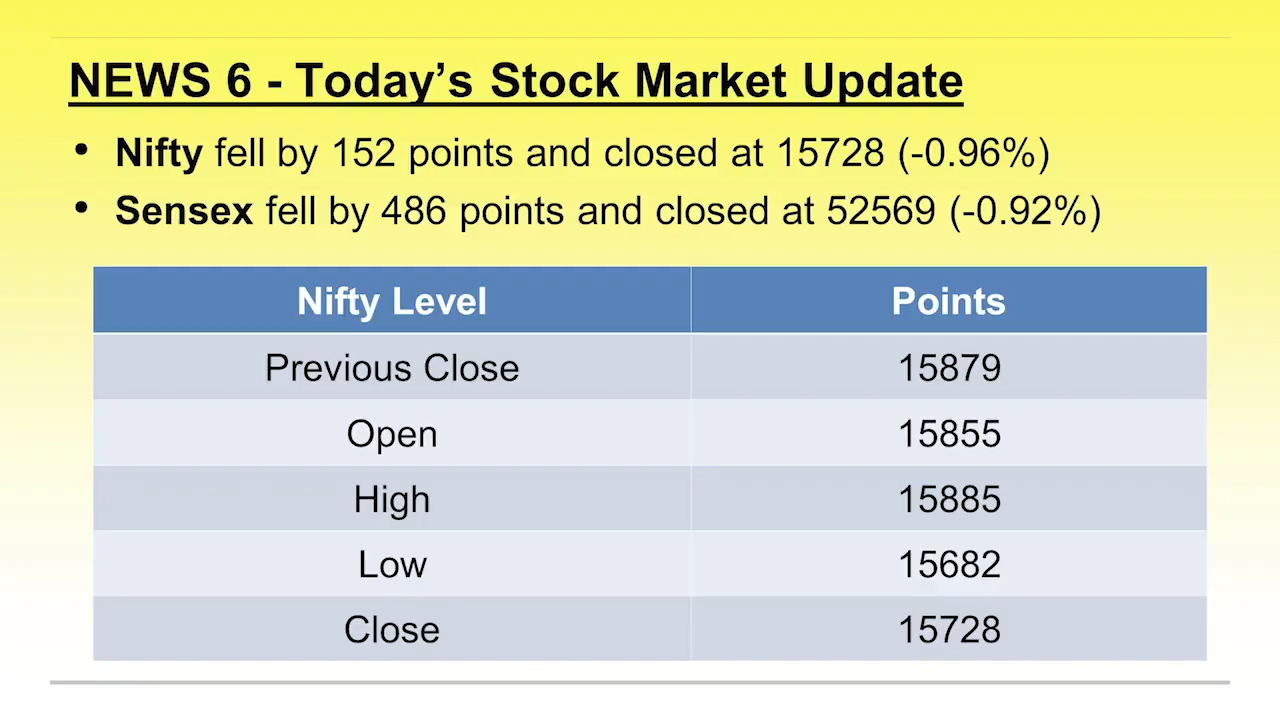 NEWS 6 - Today’s Stock Market Update
• Nifty fell by 152 points and closed at 15728 (-0.96%)
• Sensex fell by 486 points and closed at 52569 (-0.92%)
Nifty Level Points
Previous Close 15879
Open 15855
High 15885
Low 15682
Close 15728